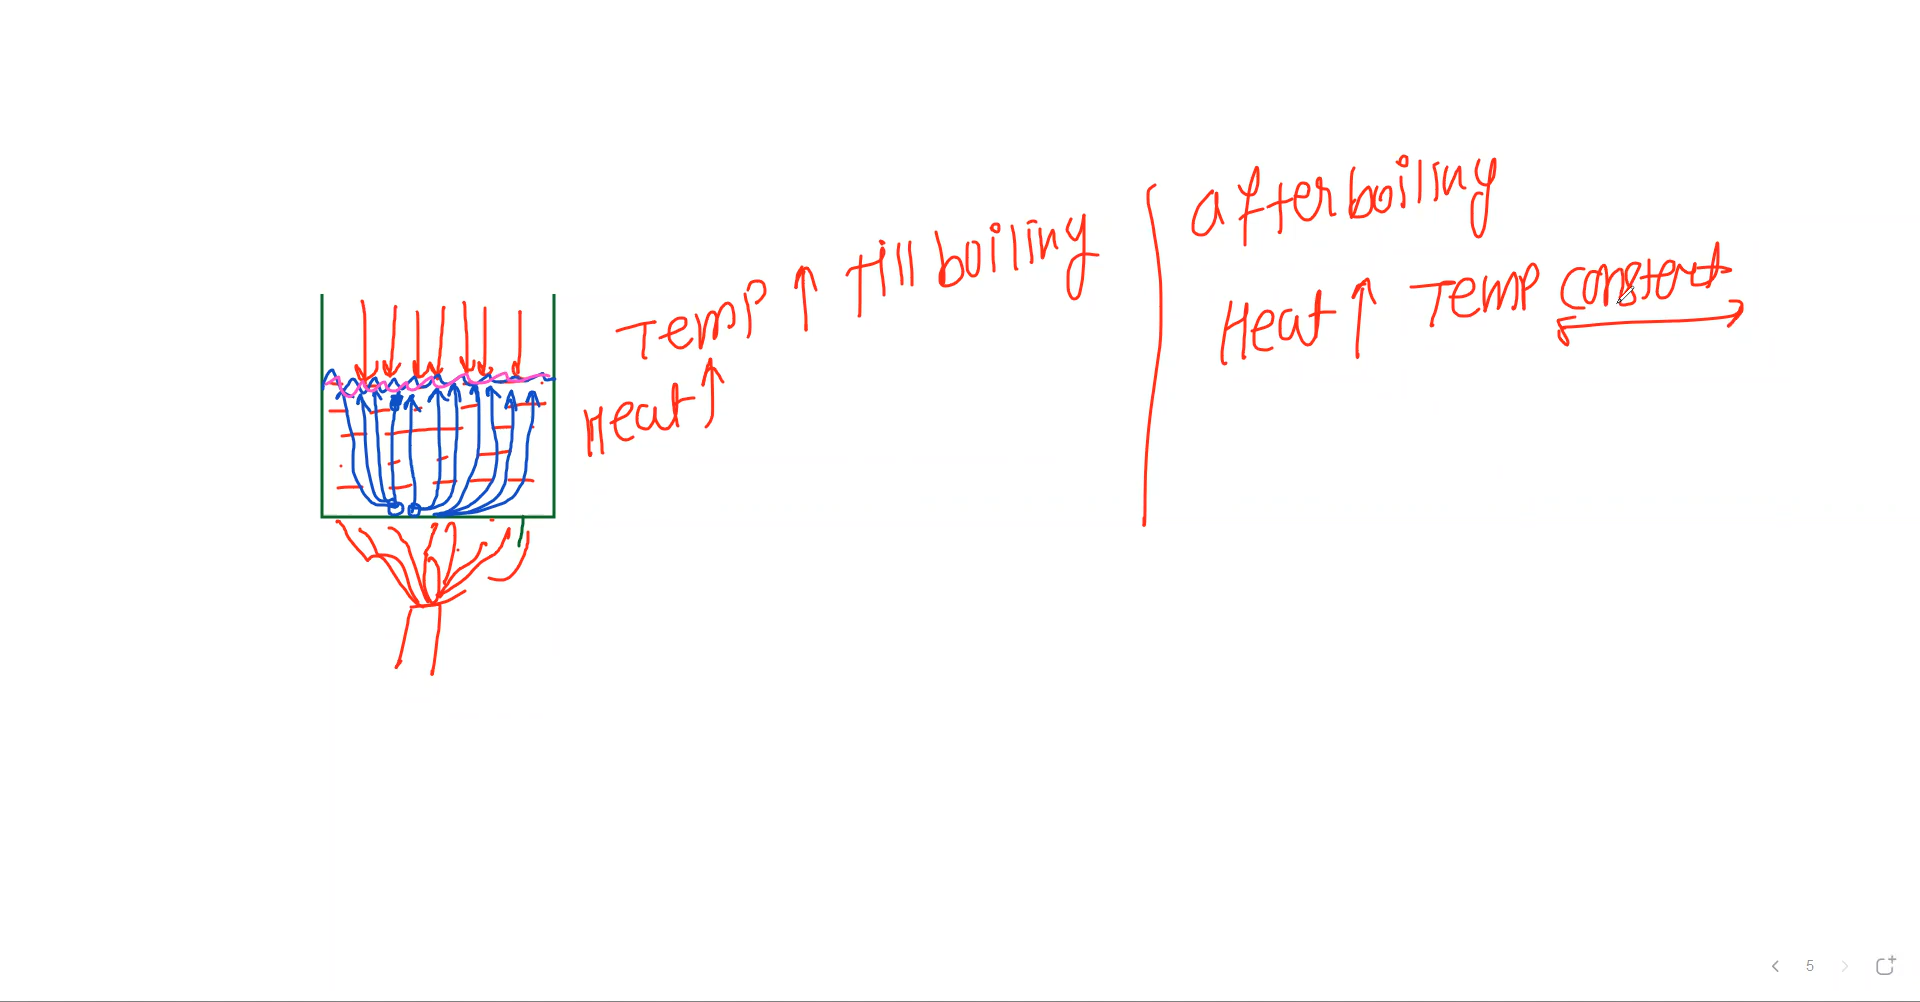 Temp ↑ till boiling
Heat ↑
after boiling
Heat ↑ Temp constant
5